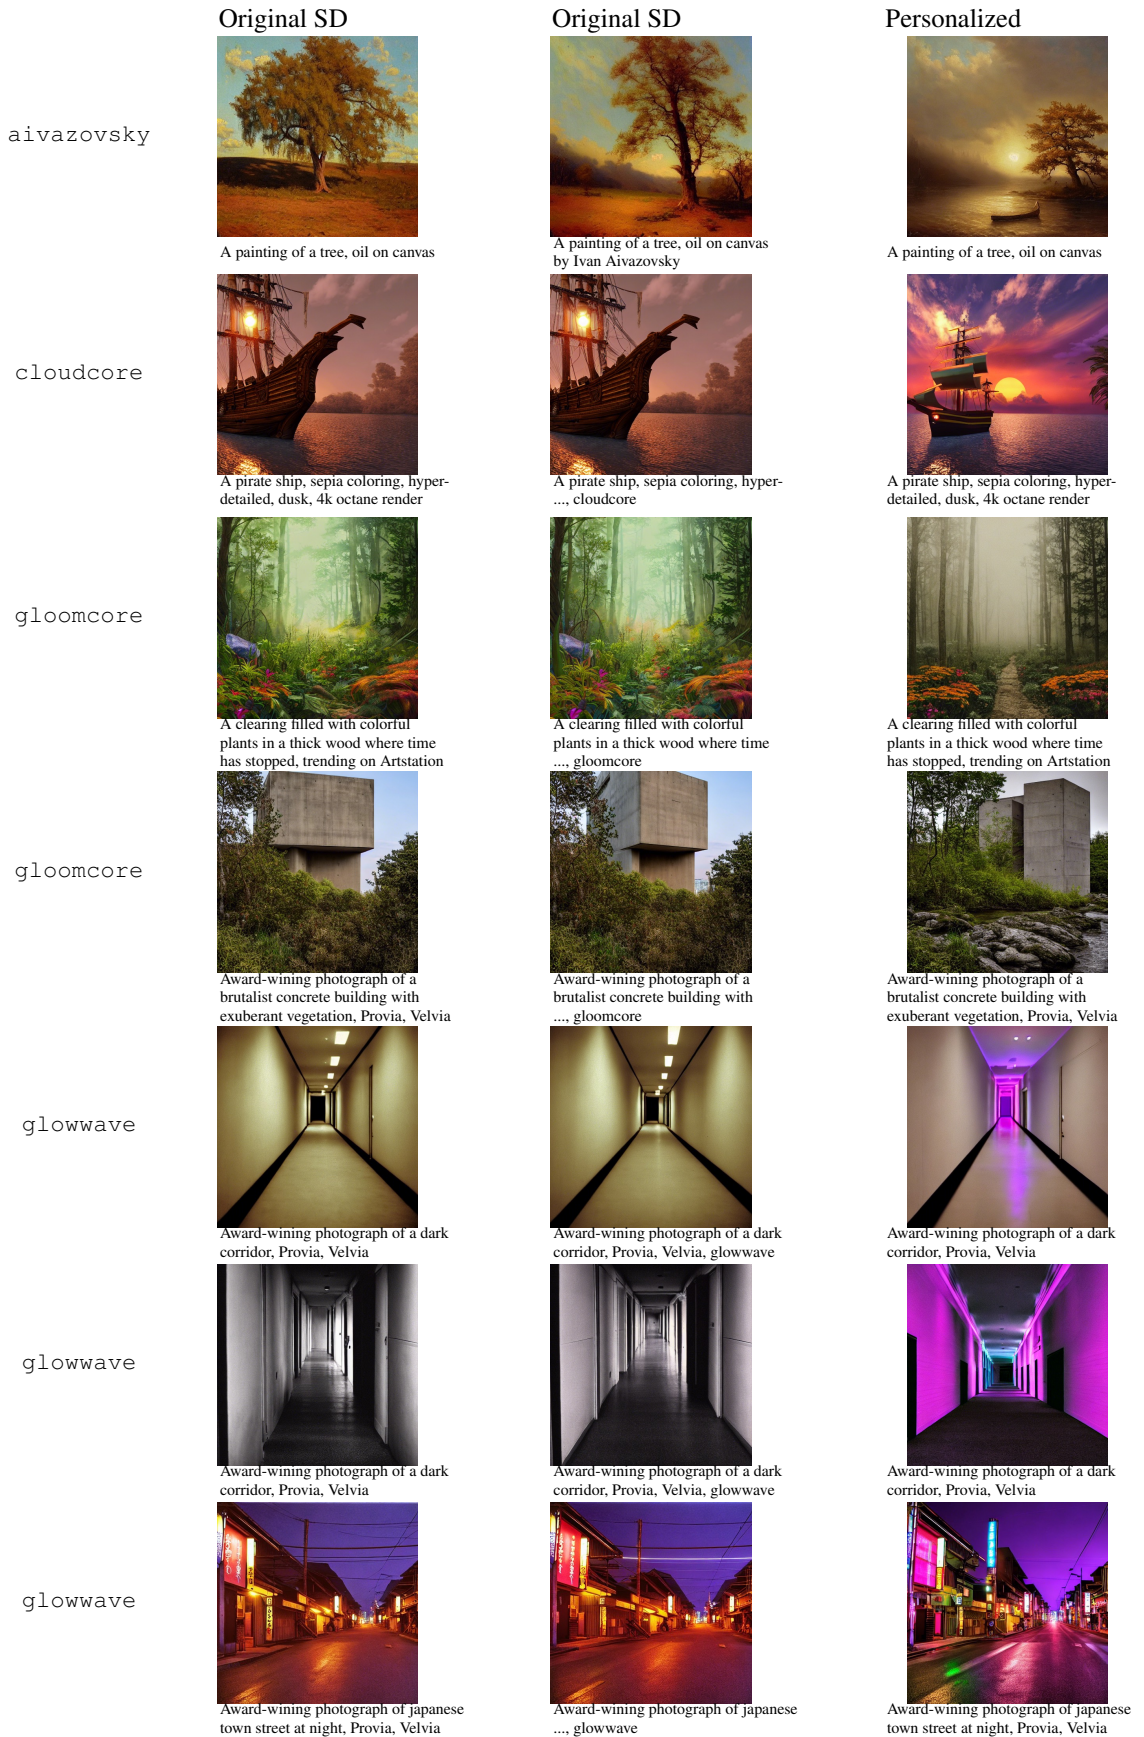 Original SD
Original SD
Personalized
aivazovsky
A painting of a tree, oil on canvas
A painting of a tree, oil on canvas
by Ivan Aivazovsky
A painting of a tree, oil on canvas
cloudcore
A pirate ship, sepia coloring, hyper-
detailed, dusk, 4k octane render
A pirate ship, sepia coloring, hyper-
..., cloudcore
A pirate ship, sepia coloring, hyper-
detailed, dusk, 4k octane render
gloomcore
A clearing filled with colorful
plants in a thick wood where time
has stopped, trending on Artstation
A clearing filled with colorful
plants in a thick wood where time
..., gloomcore
A clearing filled with colorful
plants in a thick wood where time
has stopped, trending on Artstation
gloomcore
Award-wining photograph of a
brutalist concrete building with
exuberant vegetation, Provia, Velvia
Award-wining photograph of a
brutalist concrete building with
..., gloomcore
Award-wining photograph of a
brutalist concrete building with
exuberant vegetation, Provia, Velvia
glowwave
Award-wining photograph of a dark
corridor, Provia, Velvia
Award-wining photograph of a dark
corridor, Provia, Velvia, glowwave
Award-wining photograph of a dark
corridor, Provia, Velvia
glowwave
Award-wining photograph of a dark
corridor, Provia, Velvia
Award-wining photograph of a dark
corridor, Provia, Velvia, glowwave
Award-wining photograph of a dark
corridor, Provia, Velvia
glowwave
Award-wining photograph of japanese
town street at night, Provia, Velvia
Award-wining photograph of japanese
..., glowwave
Award-wining photograph of japanese
town street at night, Provia, Velvia